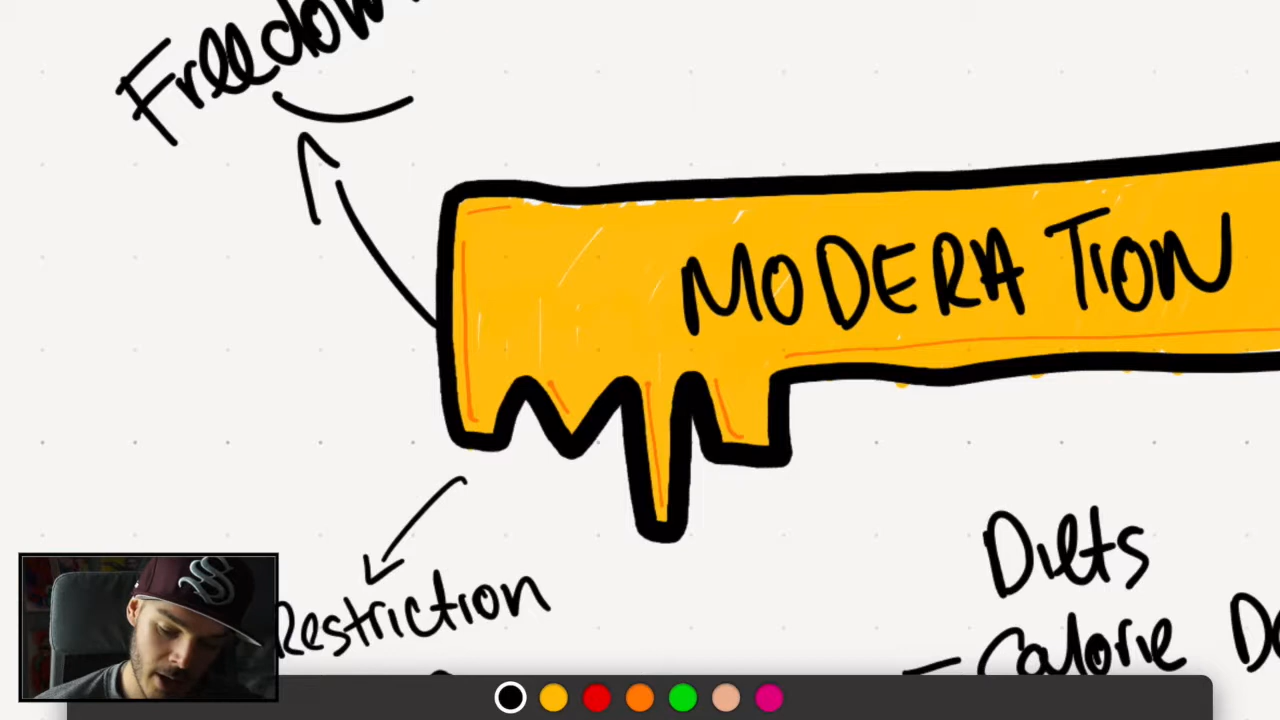 Freedom
MODERATION
Diets
Restriction
- Calorie
S